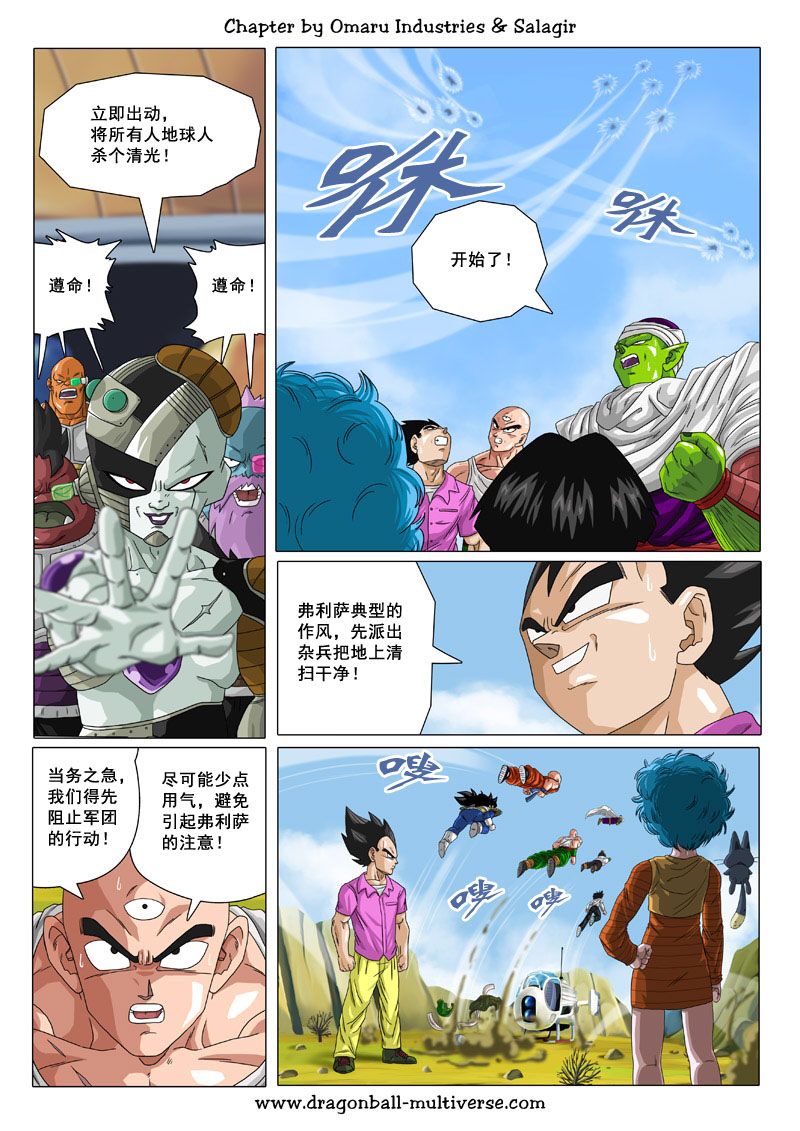 Chapter by Omaru Industries & Salagir
立即出动，
将所有人地球人
杀个清光！
遵命！
遵命！
咻
咻
开始了！
弗利萨典型的
作风，先派出
杂兵把地上清
扫干净！
当务之急，
我们得先
阻止军团
的行动！
尽可能少点
用气，避免
引起弗利萨
的注意！
嗖
嗖
嗖
www.dragonball-multiverse.com